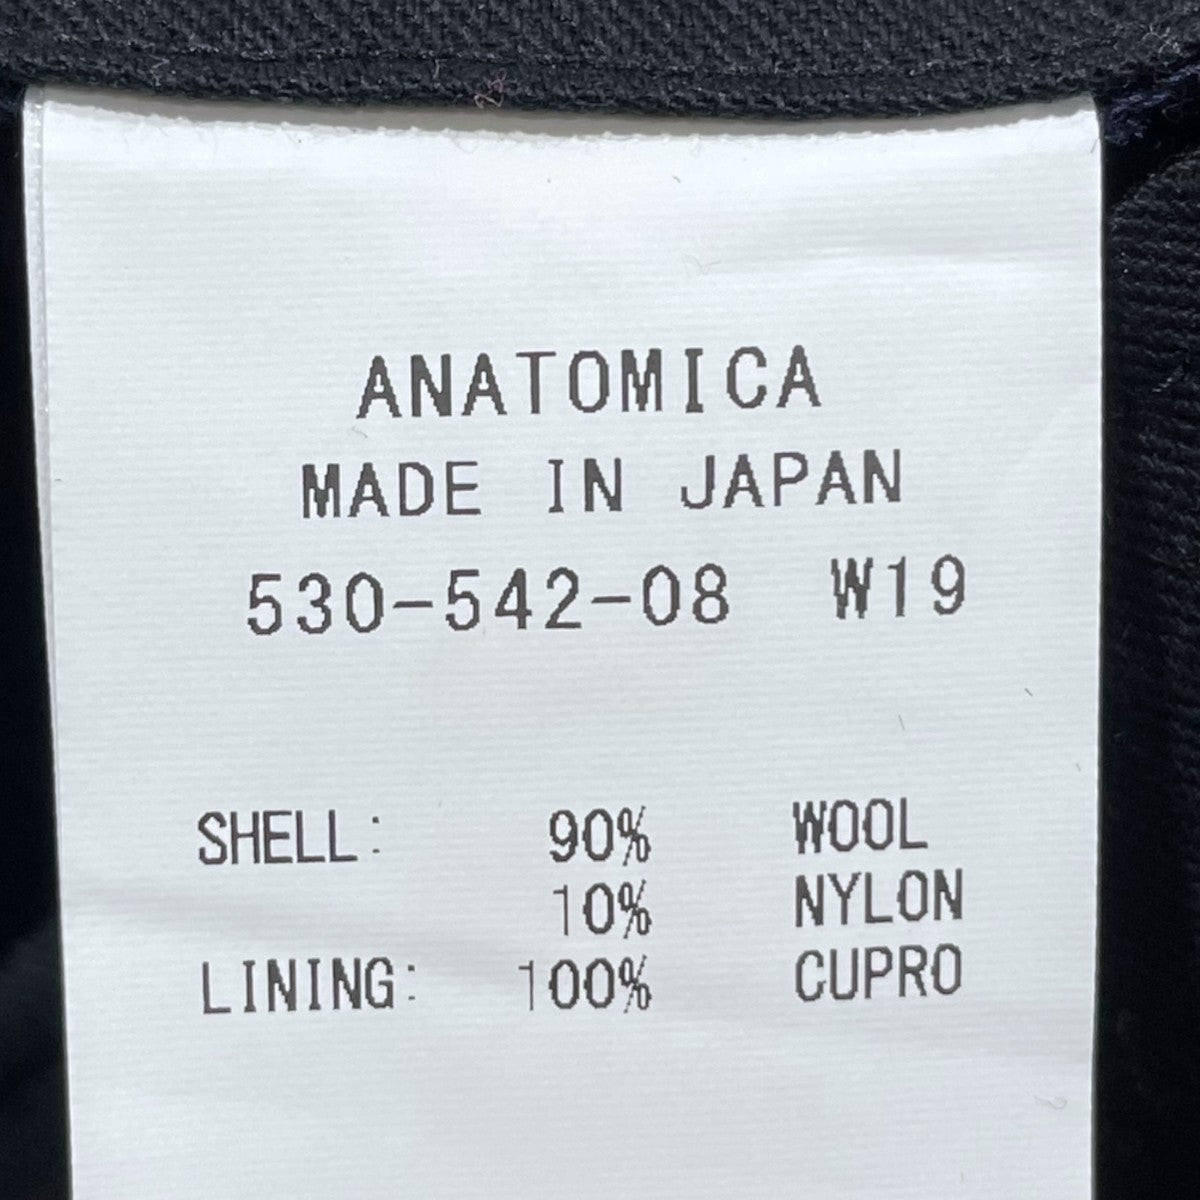 ANATOMICA
MADE IN JAPAN
530-542-08 W19
SHELL: 90% WOOL
10% NYLON
LINING: 100% CUPRO